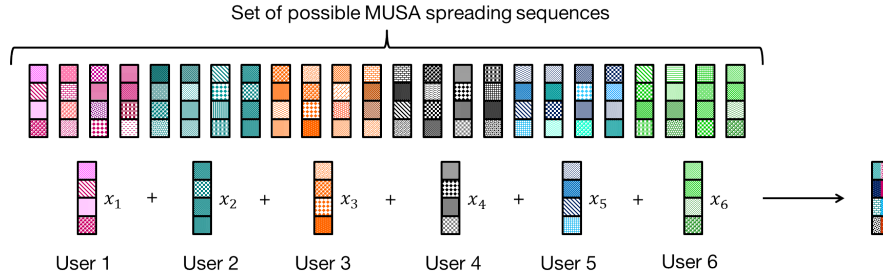 Set of possible MUSA spreading sequences
x₁ + x₂ + x₃ + x₄ + x₅ + x₆
User 1 User 2 User 3 User 4 User 5 User 6